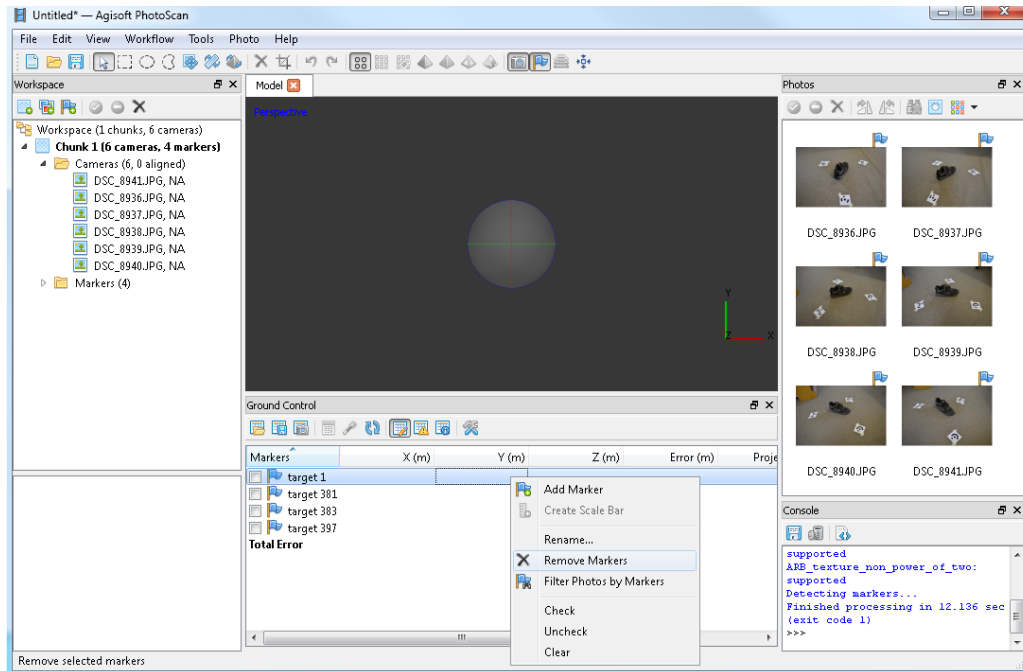 Untitled* — Agisoft PhotoScan
File Edit View Workflow Tools Photo Help
Workspace
Workspace (1 chunks, 6 cameras)
Chunk 1 (6 cameras, 4 markers)
Cameras (6, 0 aligned)
DSC_8941.JPG, NA
DSC_8936.JPG, NA
DSC_8937.JPG, NA
DSC_8938.JPG, NA
DSC_8939.JPG, NA
DSC_8940.JPG, NA
Markers (4)
Model
Perspective
Y
Z X
Ground Control
Markers X (m) Y (m) Z (m) Error (m) Proje
target 1
target 381
target 383
target 397
Total Error
Add Marker
Create Scale Bar
Rename...
Remove Markers
Filter Photos by Markers
Check
Uncheck
Clear
Photos
DSC_8936.JPG DSC_8937.JPG
DSC_8938.JPG DSC_8939.JPG
DSC_8940.JPG DSC_8941.JPG
Console
supported
ARB_texture_non_power_of_two:
supported
Detecting markers...
Finished processing in 12.136 sec
(exit code 1)
>>>
Remove selected markers